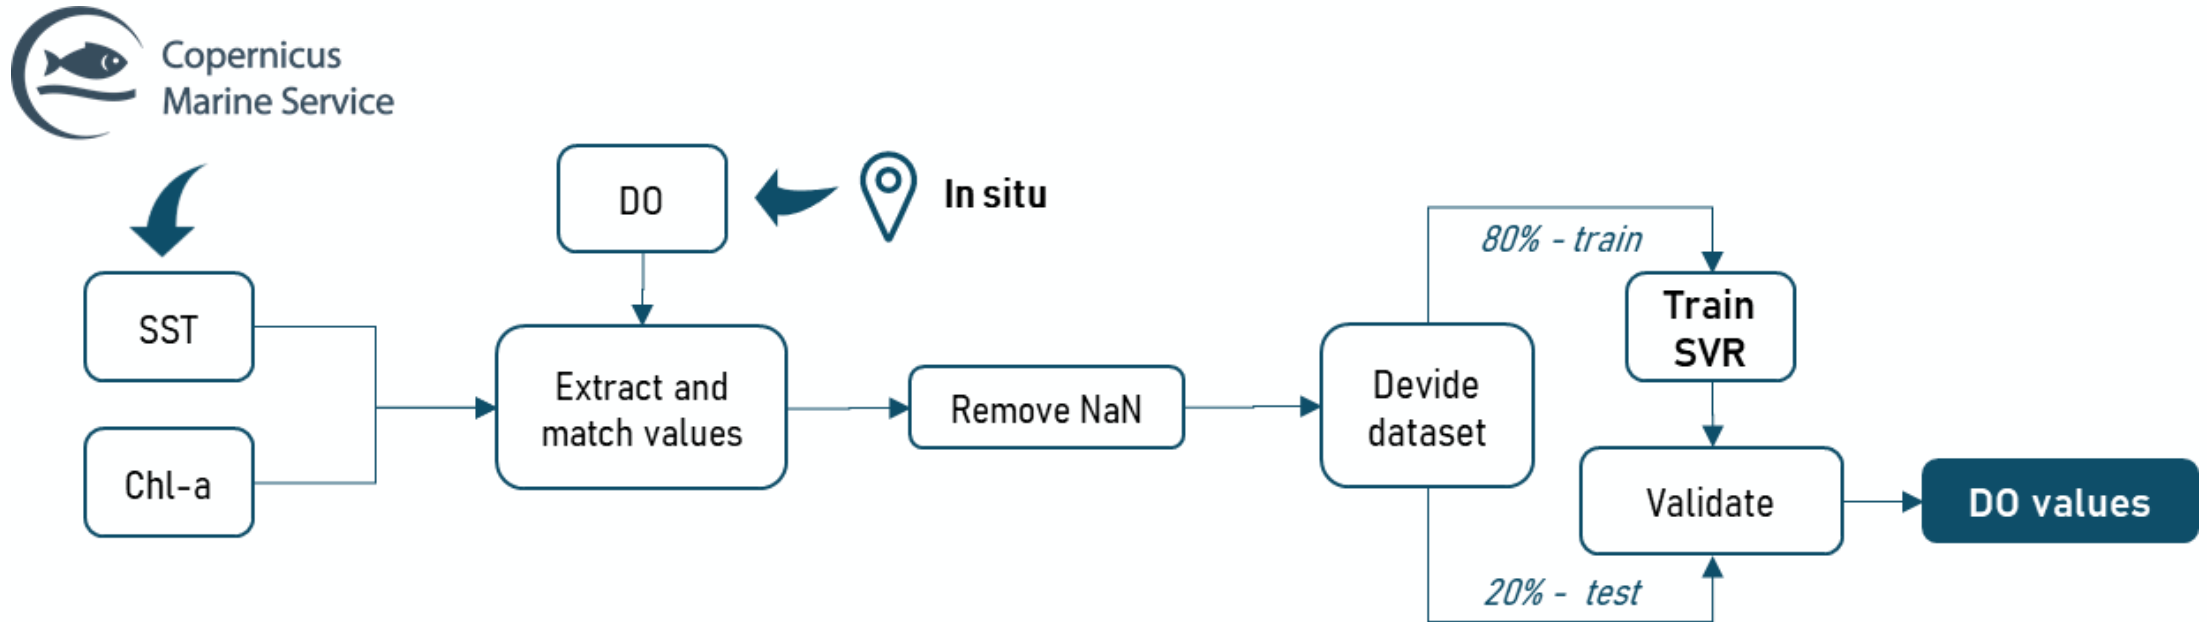 Copernicus
Marine Service
DO
In situ
SST
Chl-a
Extract and
match values
Remove NaN
Devide
dataset
80% - train
Train
SVR
Validate
20% - test
DO values